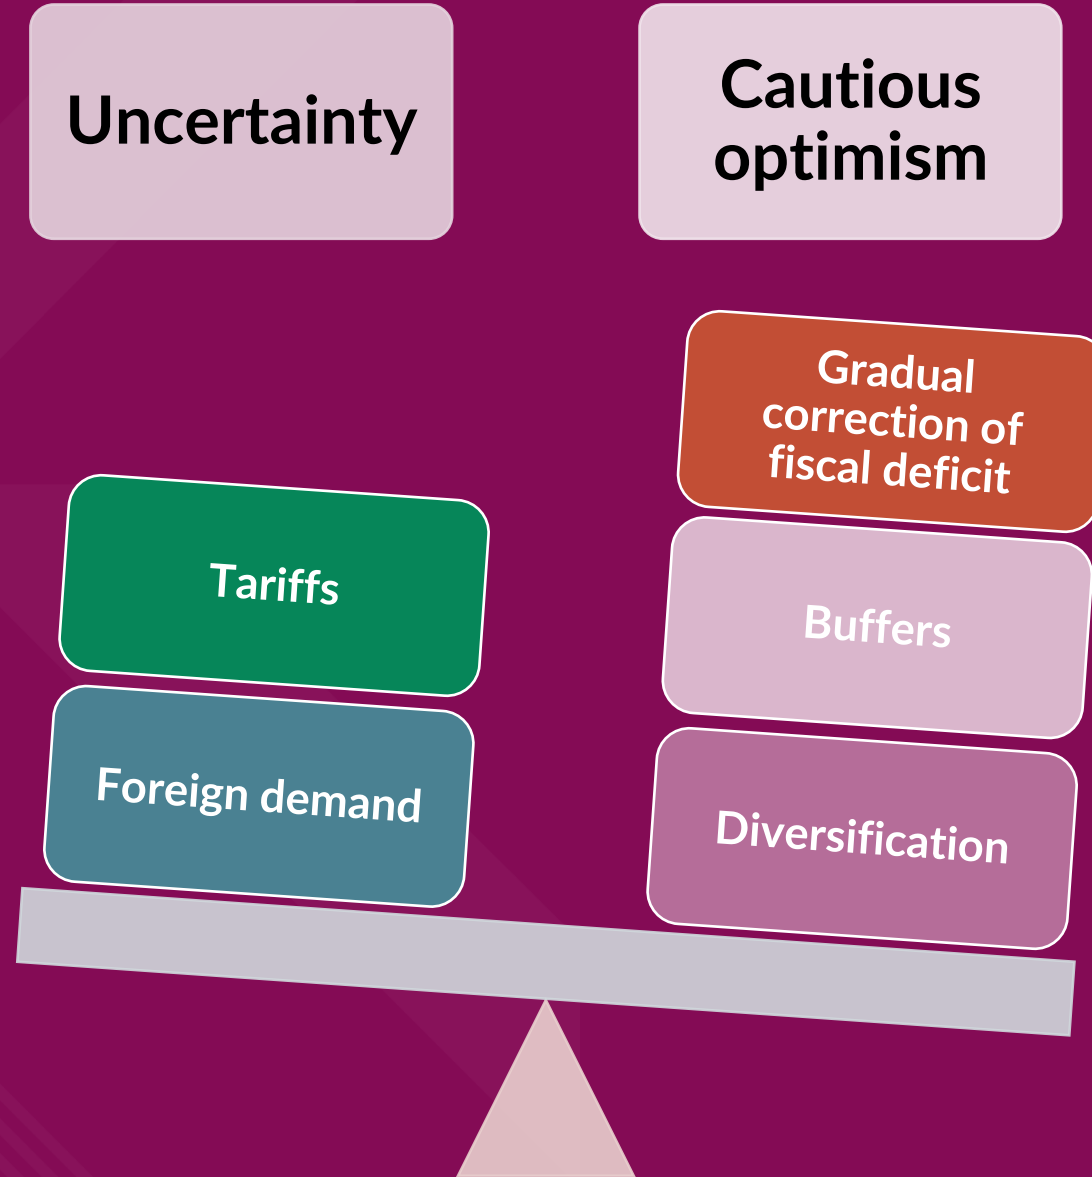 Uncertainty
Cautious
optimism
Gradual
correction of
fiscal deficit
Tariffs
Buffers
Foreign demand
Diversification